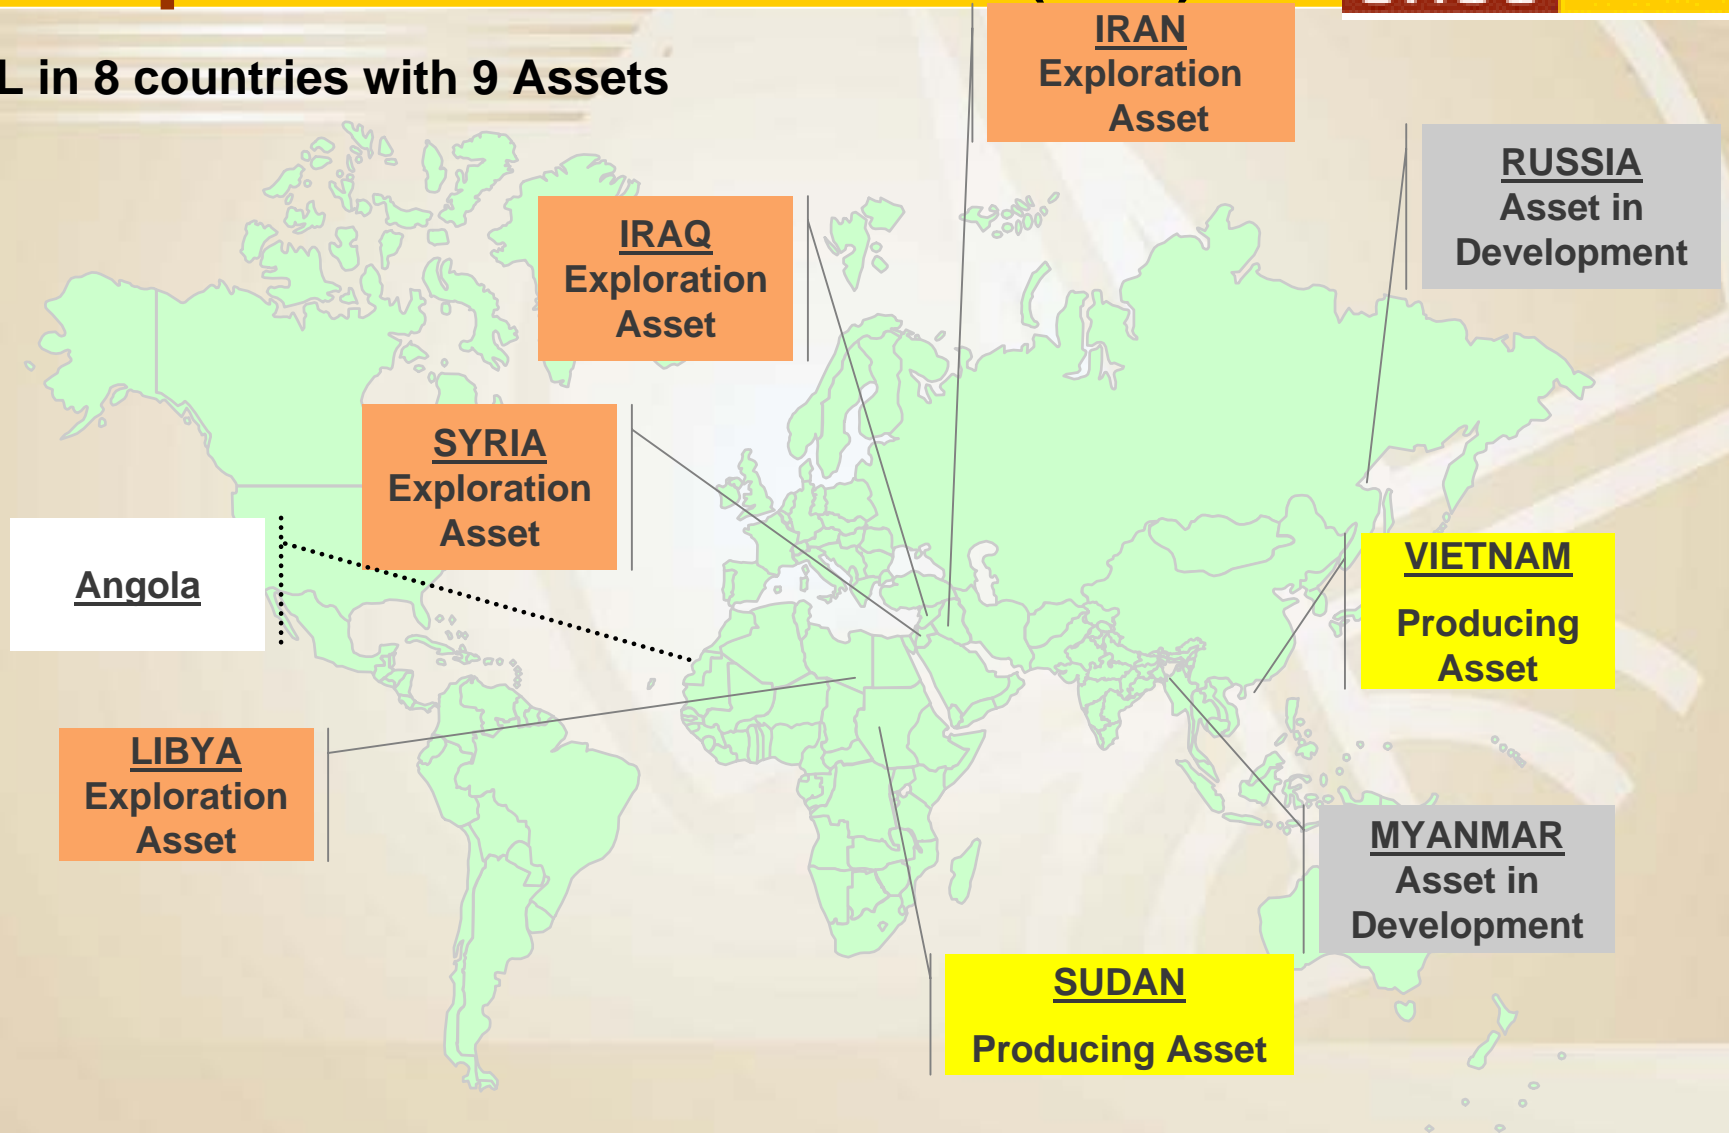 L in 8 countries with 9 Assets
IRAN
Exploration
Asset
RUSSIA
Asset in
Development
IRAQ
Exploration
Asset
SYRIA
Exploration
Asset
Angola
VIETNAM
Producing
Asset
LIBYA
Exploration
Asset
MYANMAR
Asset in
Development
SUDAN
Producing Asset